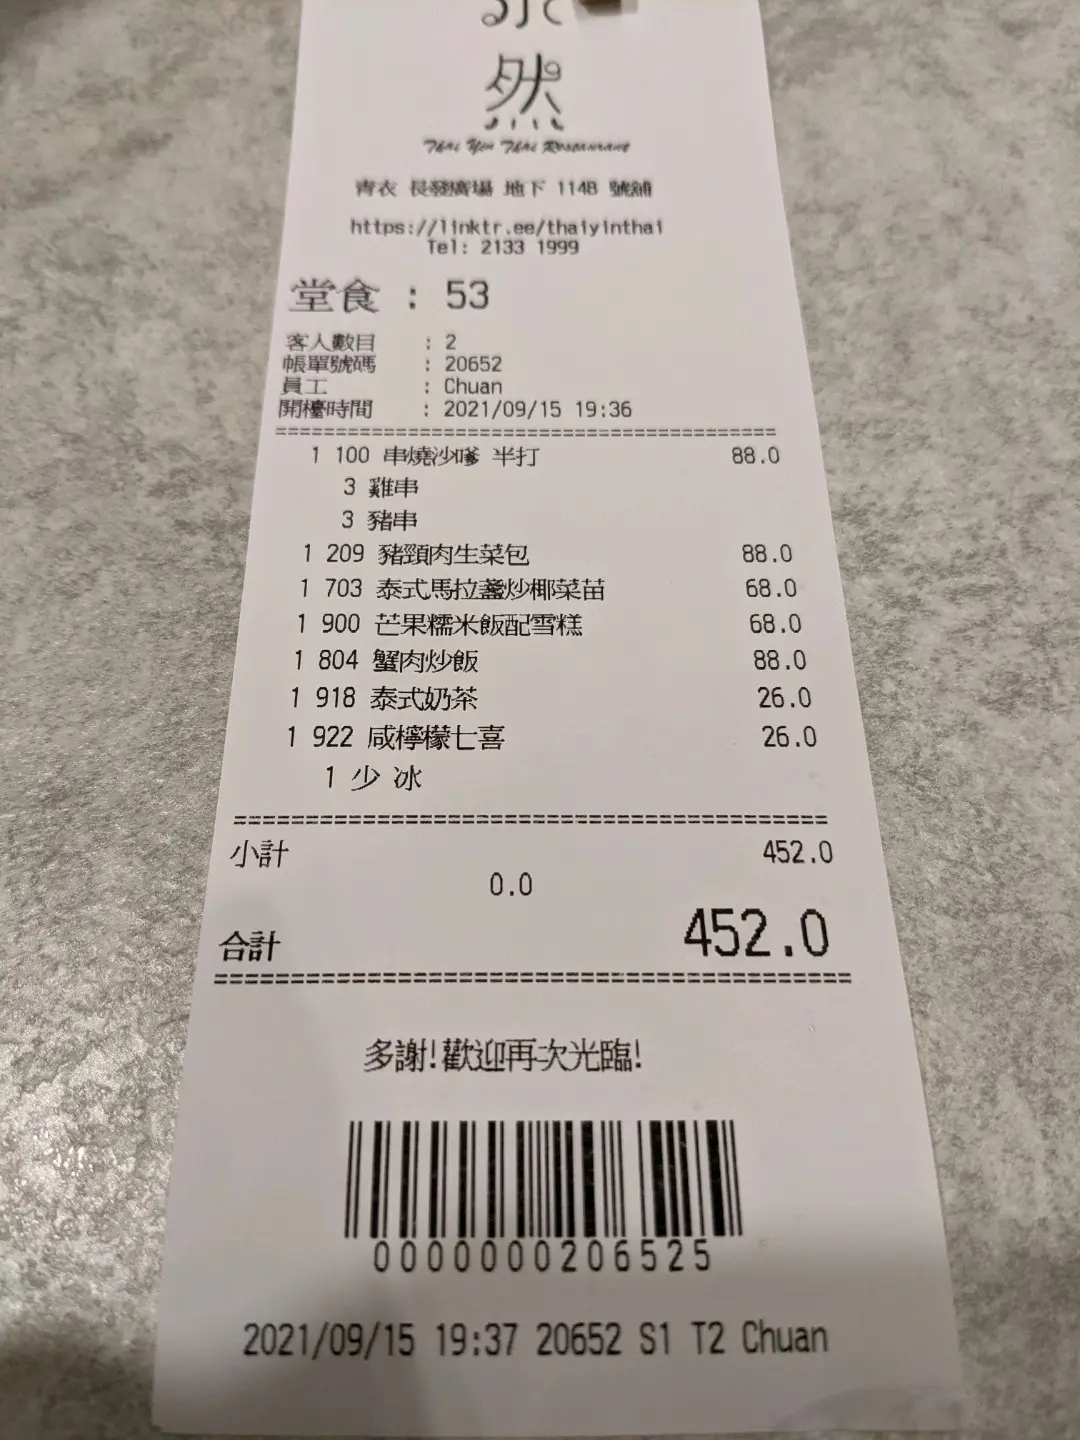 然
Thai Yin Thai Restaurant
青衣 長發廣場 地下 114B 號舖
https://linktr.ee/thaiyinthai
Tel: 2133 1999
堂食 : 53
客人數目 : 2
帳單號碼 : 20652
員工 : Chuan
開檯時間 : 2021/09/15 19:36
1 100 串燒沙嗲 半打 88.0
3 雞串
3 豬串
1 209 豬頸肉生菜包 88.0
1 703 泰式馬拉盞炒椰菜苗 68.0
1 900 芒果糯米飯配雪糕 68.0
1 804 蟹肉炒飯 88.0
1 918 泰式奶茶 26.0
1 922 咸檸檬七喜 26.0
1 少 冰
小計 452.0
0.0
合計 452.0
多謝!歡迎再次光臨!
0000000206525
2021/09/15 19:37 20652 S1 T2 Chuan